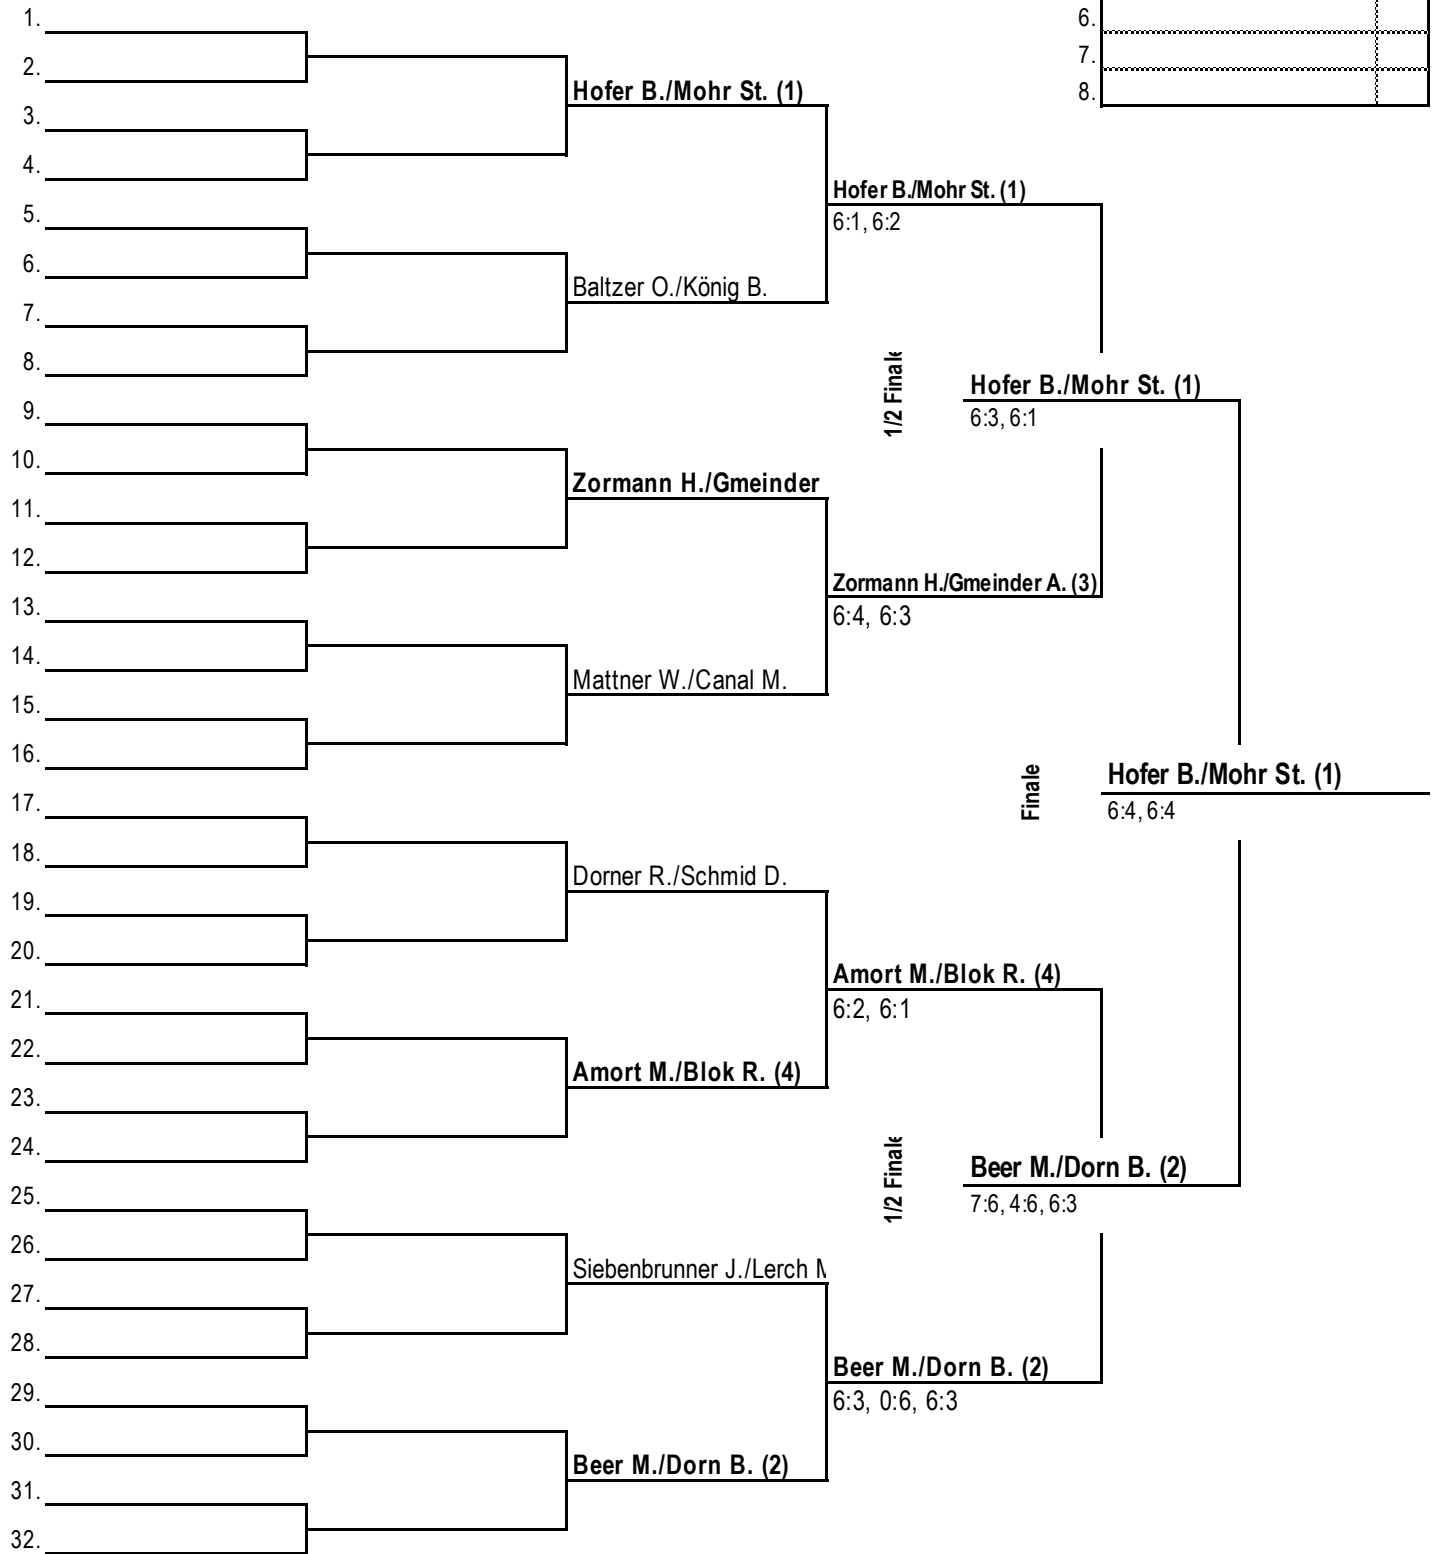 1.
2.
3.
4.
5.
6.
7.
8.
9.
10.
11.
12.
13.
14.
15.
16.
17.
18.
19.
20.
21.
22.
23.
24.
25.
26.
27.
28.
29.
30.
31.
32.
Hofer B./Mohr St. (1)
Baltzer O./König B.
Zormann H./Gmeinder
Mattner W./Canal M.
Dorner R./Schmid D.
Amort M./Blok R. (4)
Siebenbrunner J./Lerch
Beer M./Dorn B. (2)
Hofer B./Mohr St. (1)
6:1, 6:2
Zormann H./Gmeinder A. (3)
6:4, 6:3
Amort M./Blok R. (4)
6:2, 6:1
Beer M./Dorn B. (2)
6:3, 0:6, 6:3
1/2 Finale
Hofer B./Mohr St. (1)
6:3, 6:1
1/2 Finale
Beer M./Dorn B. (2)
7:6, 4:6, 6:3
Finale
Hofer B./Mohr St. (1)
6:4, 6:4
6.
7.
8.